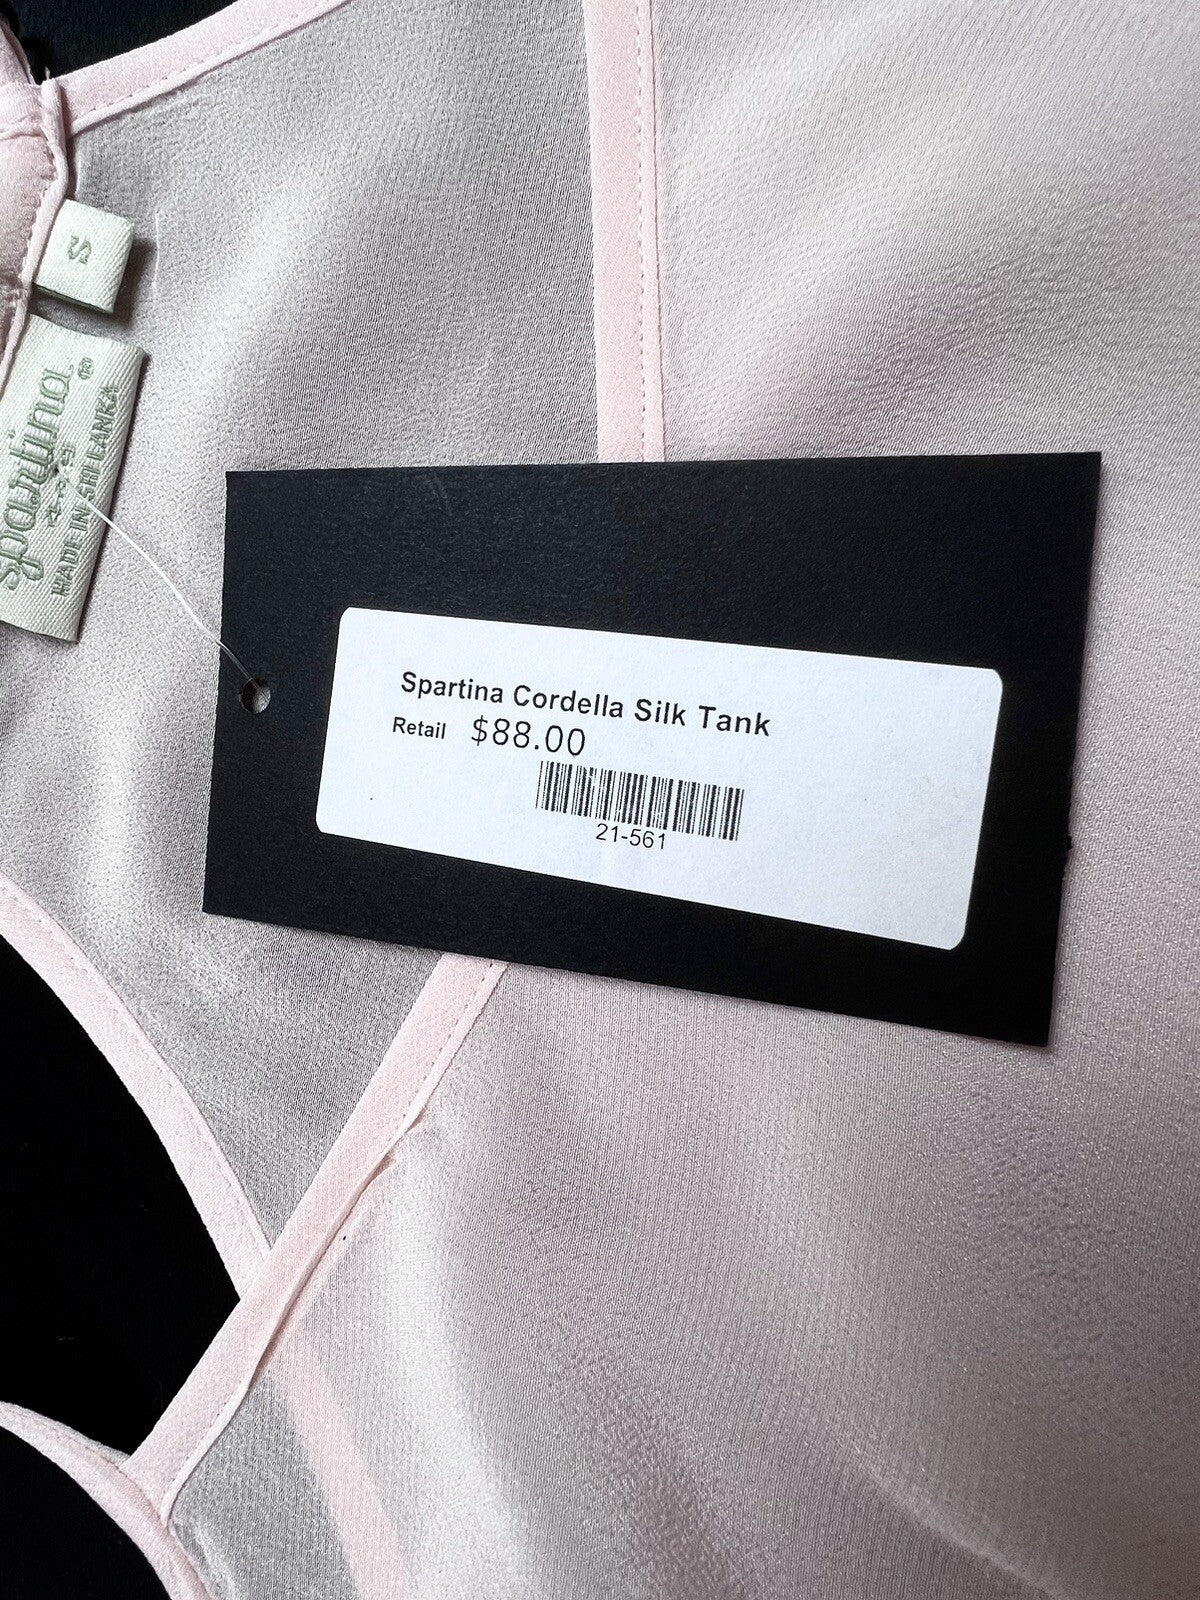 S
spartina®
449
MADE IN SRI LANKA
Spartina Cordella Silk Tank
Retail $88.00
21-561